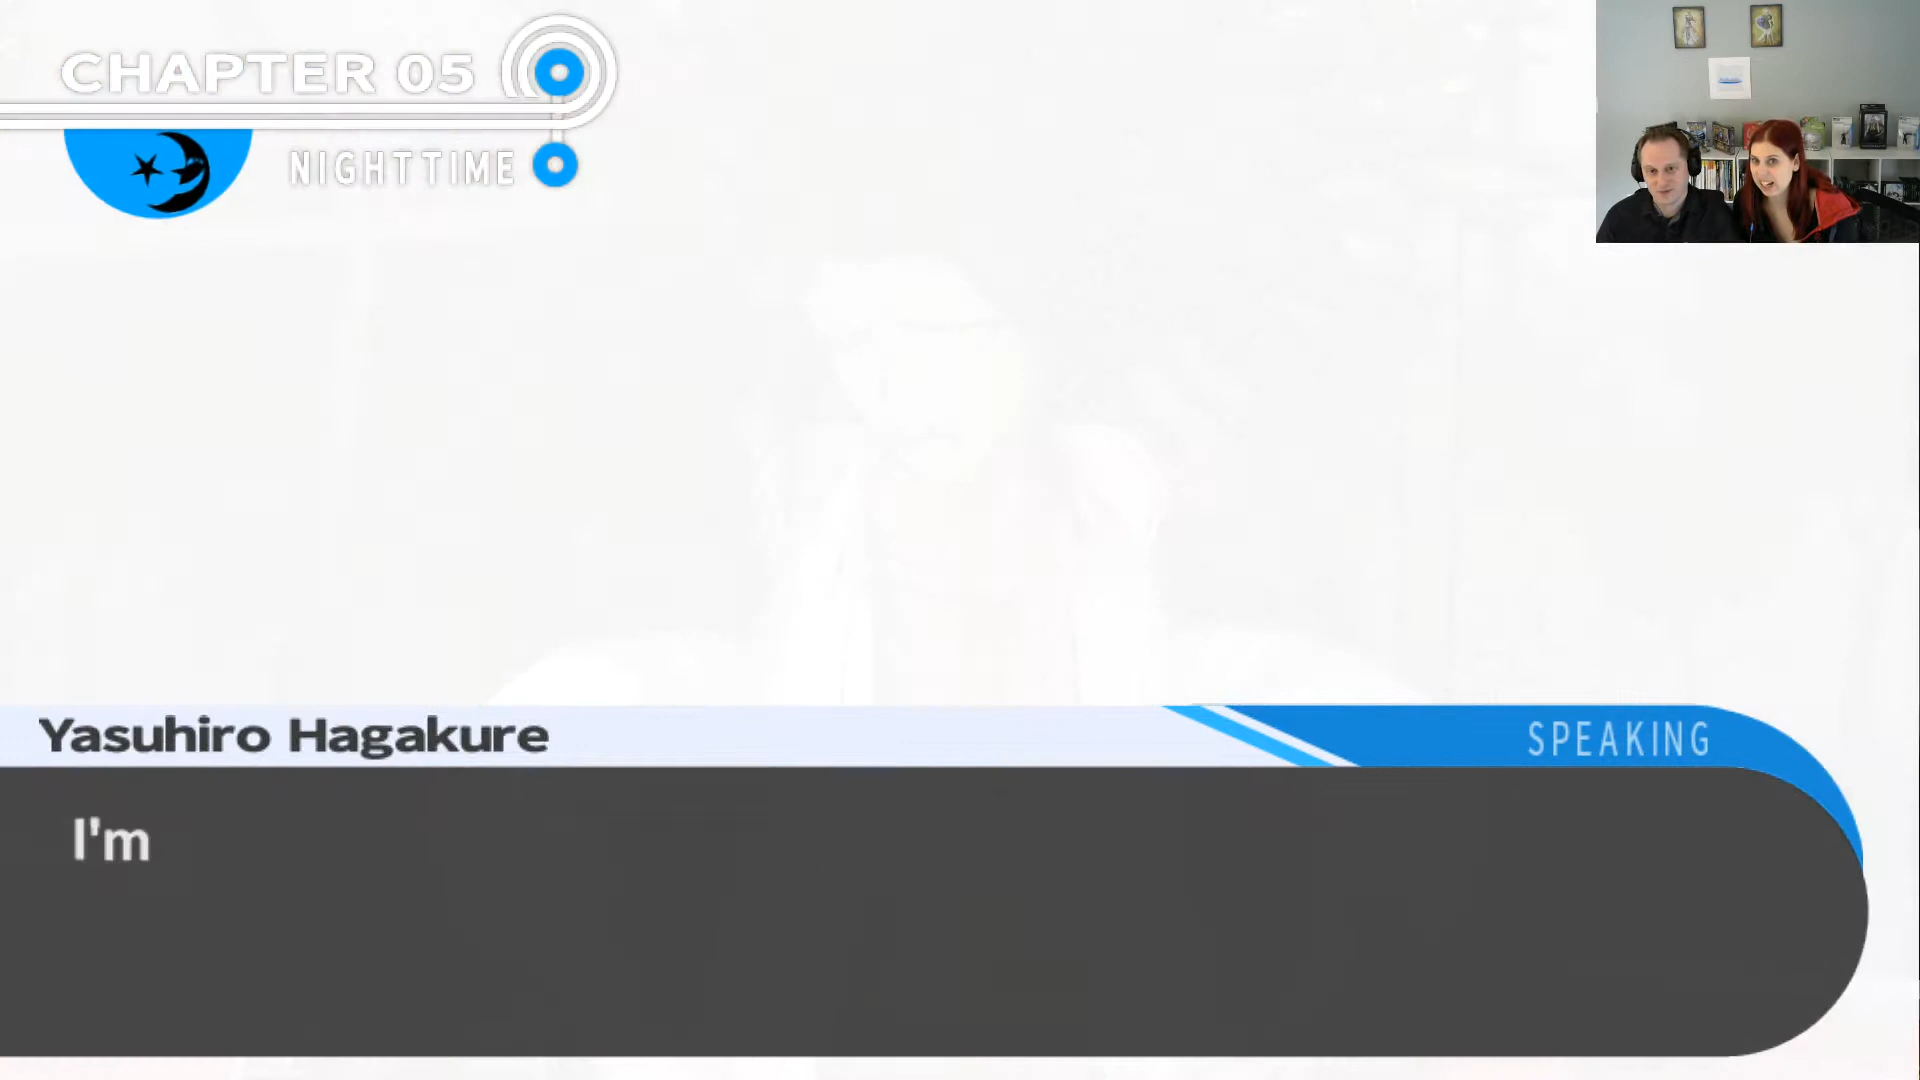 CHAPTER 05
NIGHTTIME
Yasuhiro Hagakure
SPEAKING
I'm